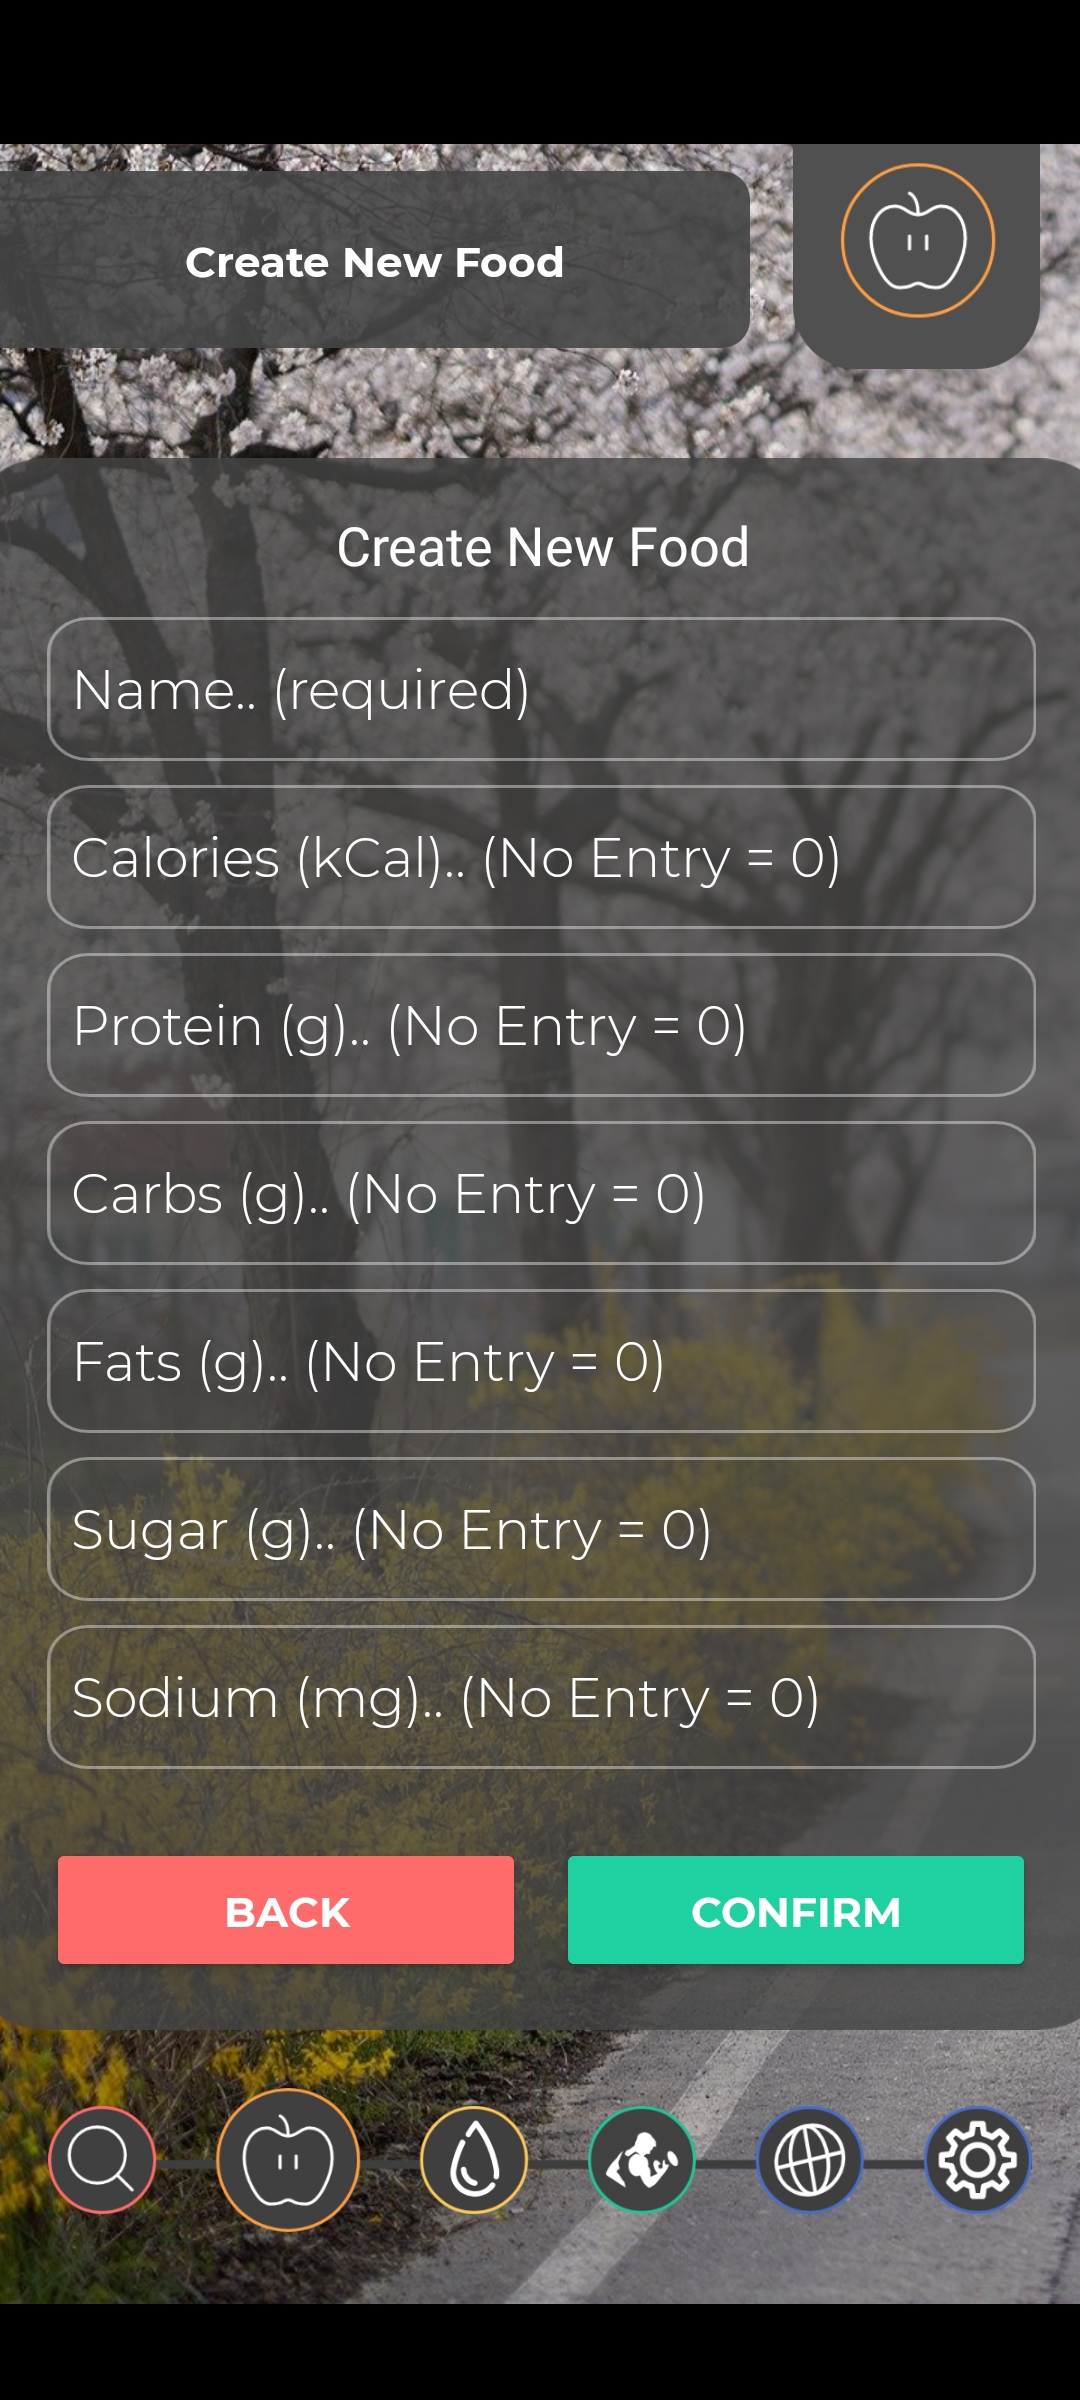 Create New Food
Create New Food
Name.. (required)
Calories (kCal).. (No Entry = 0)
Protein (g).. (No Entry = 0)
Carbs (g).. (No Entry = 0)
Fats (g).. (No Entry = 0)
Sugar (g).. (No Entry = 0)
Sodium (mg).. (No Entry = 0)
BACK
CONFIRM